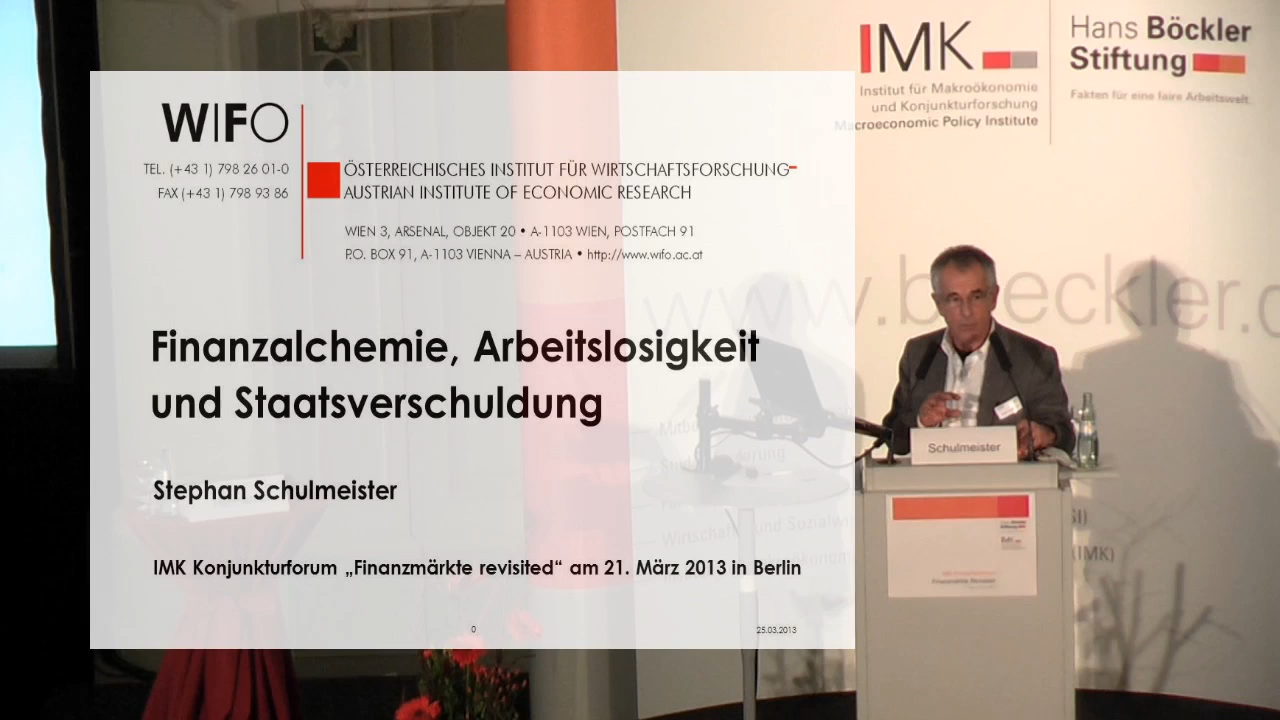 WIFO
TEL. (+43 1) 798 26 01-0
FAX (+43 1) 798 93 86
ÖSTERREICHISCHES INSTITUT FÜR WIRTSCHAFTSFORSCHUNG
AUSTRIAN INSTITUTE OF ECONOMIC RESEARCH
WIEN 3, ARSENAL, OBJEKT 20 • A-1103 WIEN, POSTFACH 91
P.O. BOX 91, A-1103 VIENNA – AUSTRIA • http://www.wifo.ac.at
Finanzalchemie, Arbeitslosigkeit
und Staatsverschuldung
Stephan Schulmeister
IMK Konjunkturforum „Finanzmärkte revisited“ am 21. März 2013 in Berlin
0
25.03.2013
IMK
Institut für Makroökonomie
und Konjunkturforschung
Macroeconomic Policy Institute
Hans Böckler
Stiftung
Fakten für eine faire Arbeitswelt.
www.boeckler.d
Schulmeister
(IMK)